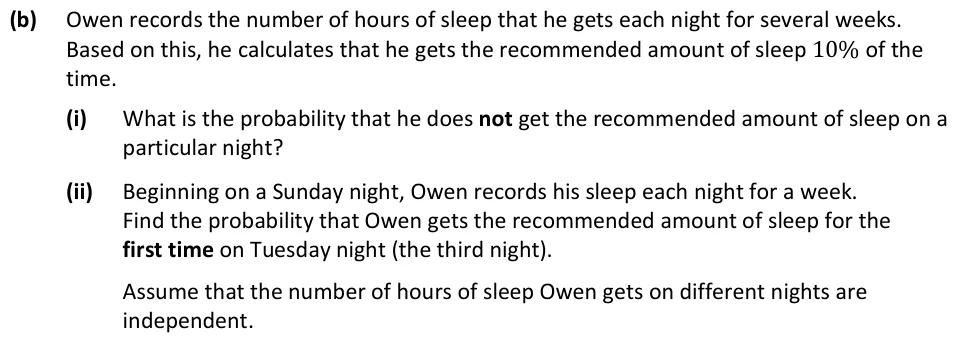 (b) Owen records the number of hours of sleep that he gets each night for several weeks.
Based on this, he calculates that he gets the recommended amount of sleep 10% of the
time.
(i) What is the probability that he does not get the recommended amount of sleep on a
particular night?
(ii) Beginning on a Sunday night, Owen records his sleep each night for a week.
Find the probability that Owen gets the recommended amount of sleep for the
first time on Tuesday night (the third night).
Assume that the number of hours of sleep Owen gets on different nights are
independent.